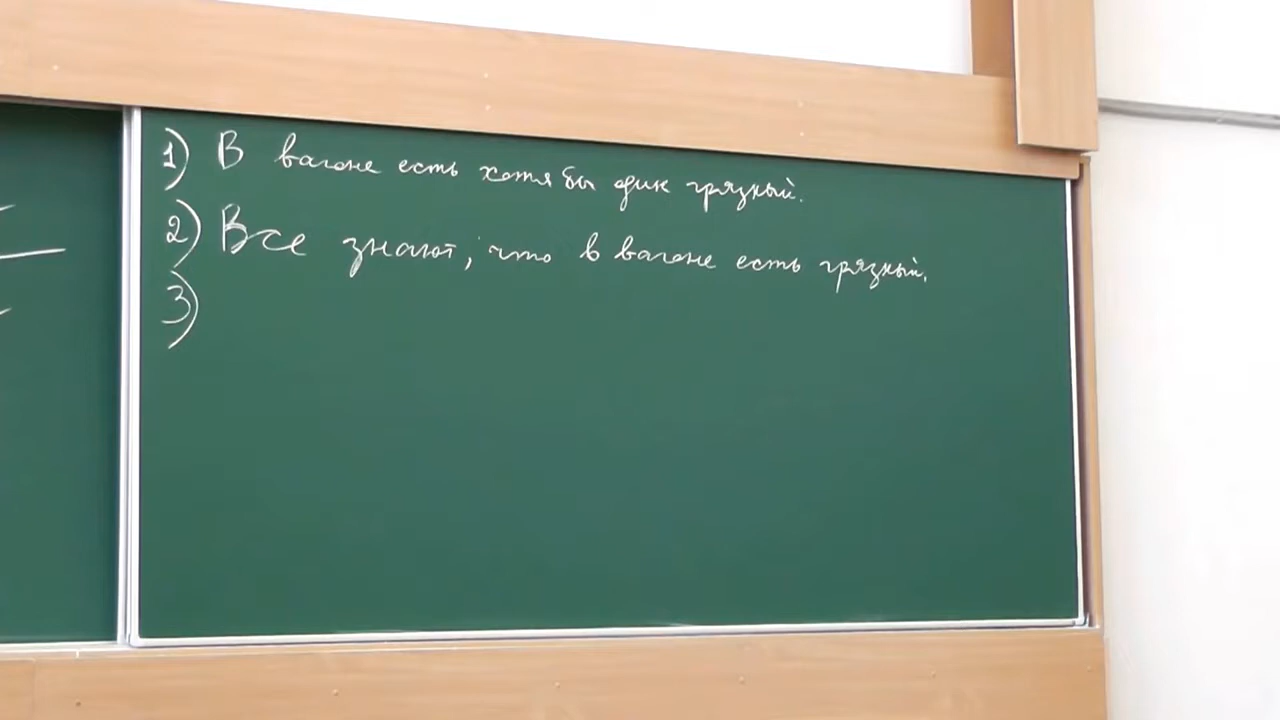 1) В вагоне есть хотя бы один грязный.
2) Все знают, что в вагоне есть грязный.
3)